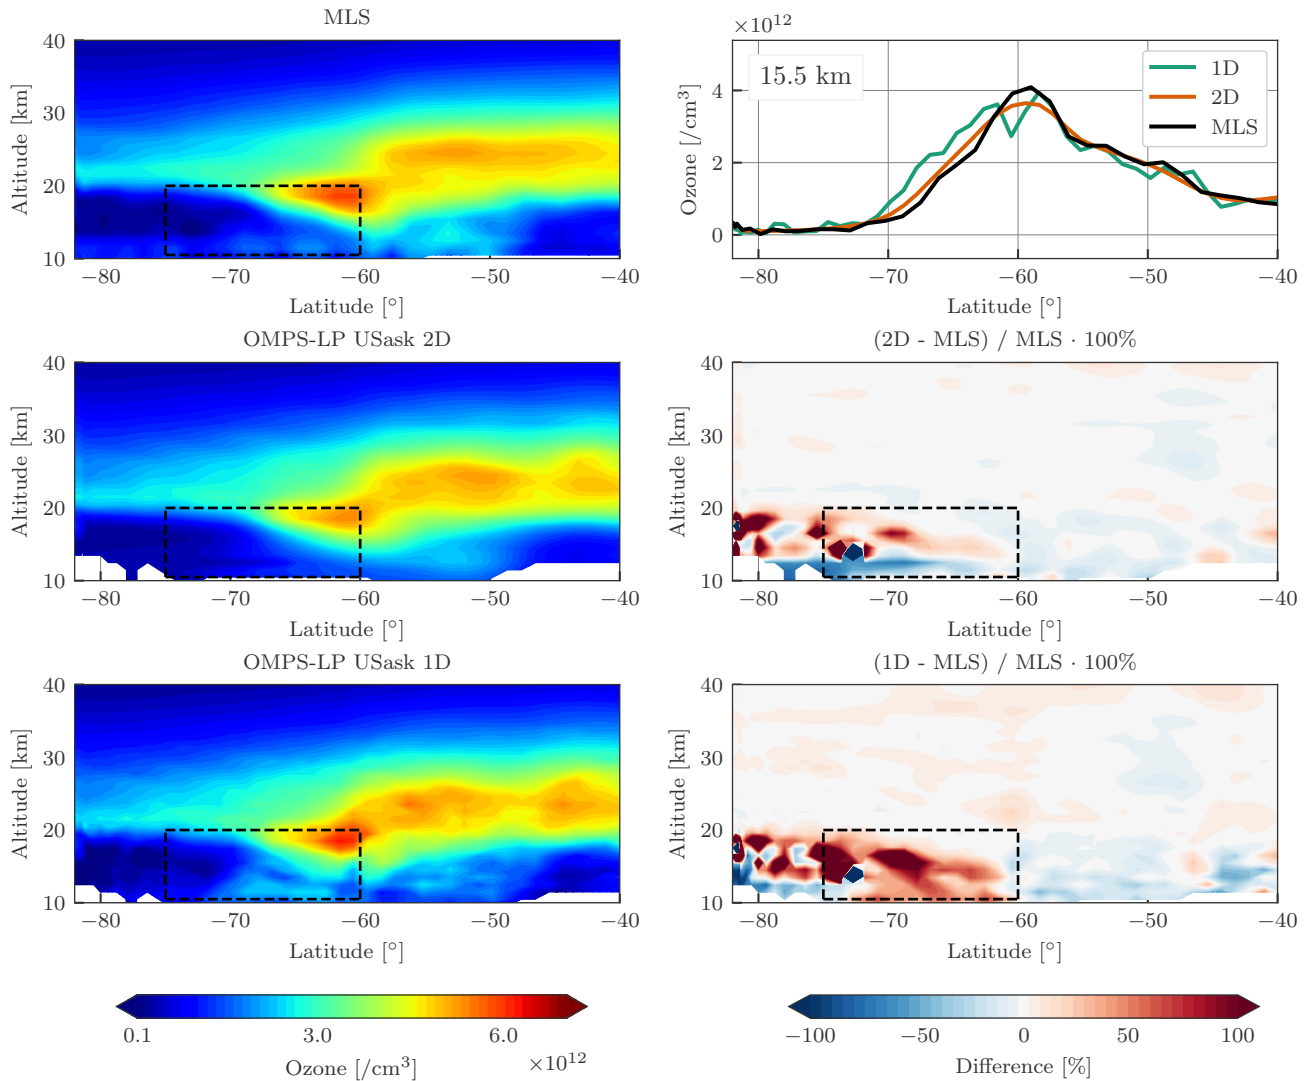 MLS
40
30
20
10
−80
−70
−60
−50
−40
Altitude [km]
Latitude [°]
×10¹²
15.5 km
1D
2D
MLS
4
2
0
−80
−70
−60
−50
−40
Ozone [/cm³]
Latitude [°]
OMPS-LP USask 2D
40
30
20
10
−80
−70
−60
−50
−40
Altitude [km]
Latitude [°]
(2D - MLS) / MLS · 100%
40
30
20
10
−80
−70
−60
−50
−40
Altitude [km]
Latitude [°]
OMPS-LP USask 1D
40
30
20
10
−80
−70
−60
−50
−40
Altitude [km]
Latitude [°]
(1D - MLS) / MLS · 100%
40
30
20
10
−80
−70
−60
−50
−40
Altitude [km]
Latitude [°]
0.1
3.0
6.0
Ozone [/cm³]
×10¹²
−100
−50
0
50
100
Difference [%]